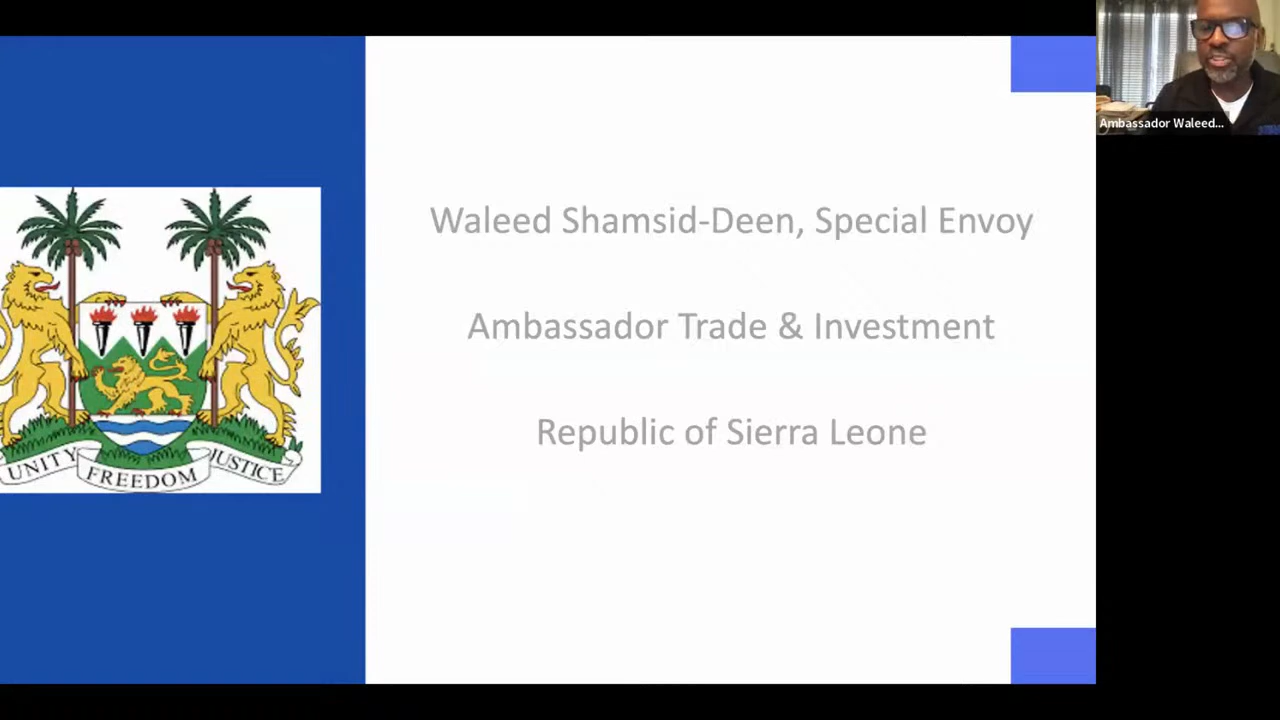 Ambassador Waleed...
Waleed Shamsid-Deen, Special Envoy
Ambassador Trade & Investment
Republic of Sierra Leone
UNITY FREEDOM JUSTICE